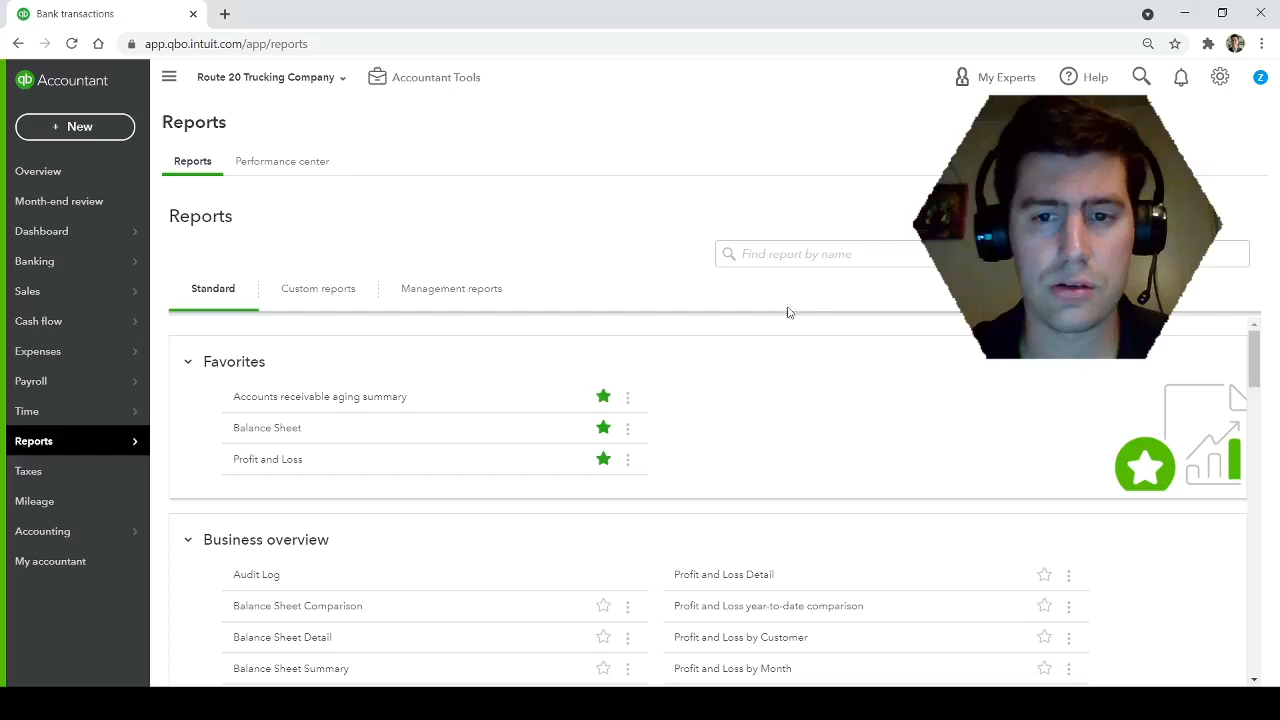 Bank transactions
app.qbo.intuit.com/app/reports
qb Accountant
Route 20 Trucking Company
Accountant Tools
My Experts
Help
Z
+ New
Overview
Month-end review
Dashboard
Banking
Sales
Cash flow
Expenses
Payroll
Time
Reports
Taxes
Mileage
Accounting
My accountant
Reports
Reports
Performance center
Reports
Find report by name
Standard
Custom reports
Management reports
Favorites
Accounts receivable aging summary
Balance Sheet
Profit and Loss
Business overview
Audit Log
Profit and Loss Detail
Balance Sheet Comparison
Profit and Loss year-to-date comparison
Balance Sheet Detail
Profit and Loss by Customer
Balance Sheet Summary
Profit and Loss by Month